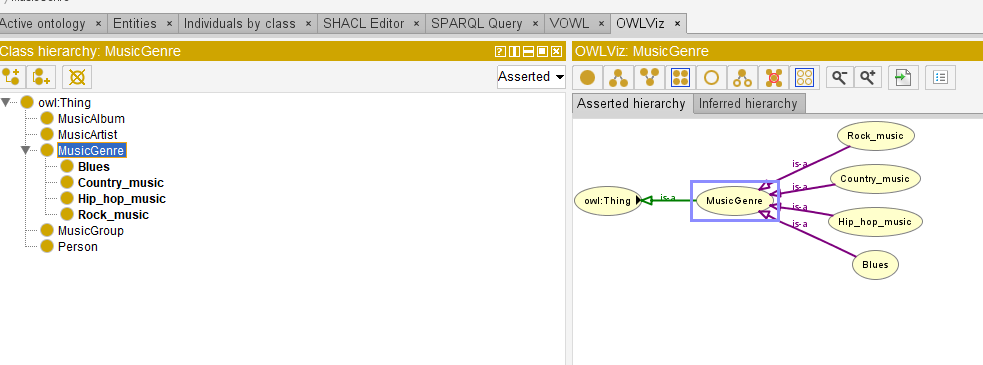 Active ontology × Entities × Individuals by class × SHACL Editor × SPARQL Query × VOWL × OWLViz ×
Class hierarchy: MusicGenre
Asserted
owl:Thing
MusicAlbum
MusicArtist
MusicGenre
Blues
Country_music
Hip_hop_music
Rock_music
MusicGroup
Person
OWLViz: MusicGenre
Asserted hierarchy Inferred hierarchy
Rock_music
is-a
Country_music
is-a
owl:Thing
is-a
MusicGenre
is-a
Hip_hop_music
is-a
Blues